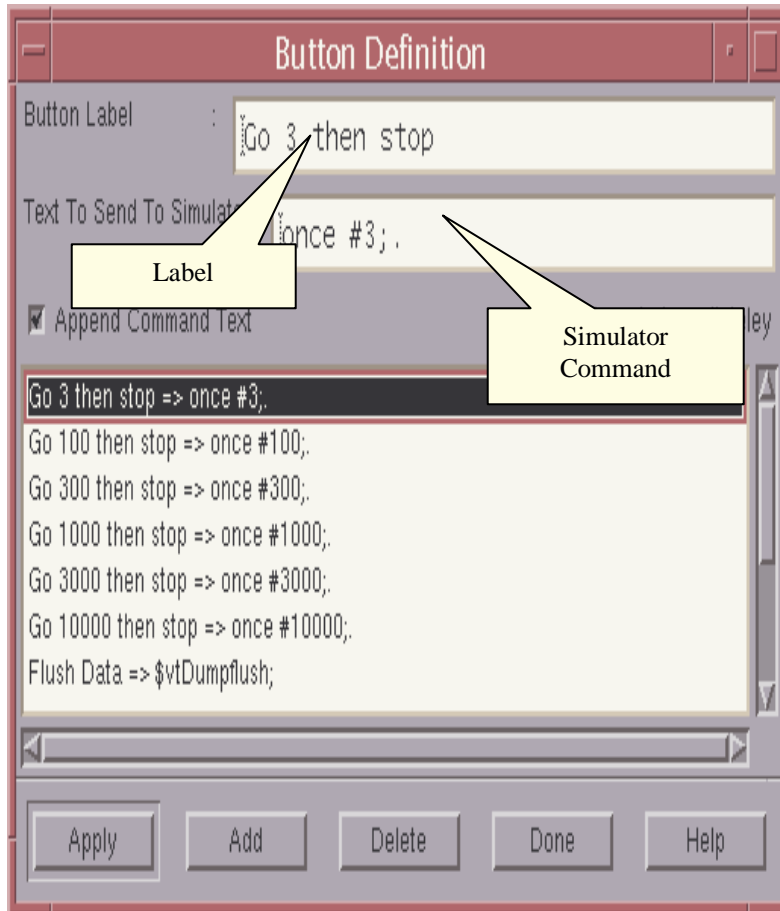 Button Definition
Button Label :
Go 3 then stop
Text To Send To
once #3;.
Label
Append Command Text
Simulator
Command
Go 3 then stop => once #3;.
Go 100 then stop => once #100;.
Go 300 then stop => once #300;.
Go 1000 then stop => once #1000;.
Go 3000 then stop => once #3000;.
Go 10000 then stop => once #10000;.
Flush Data => $vtDumpflush;
Apply Add Delete Done Help